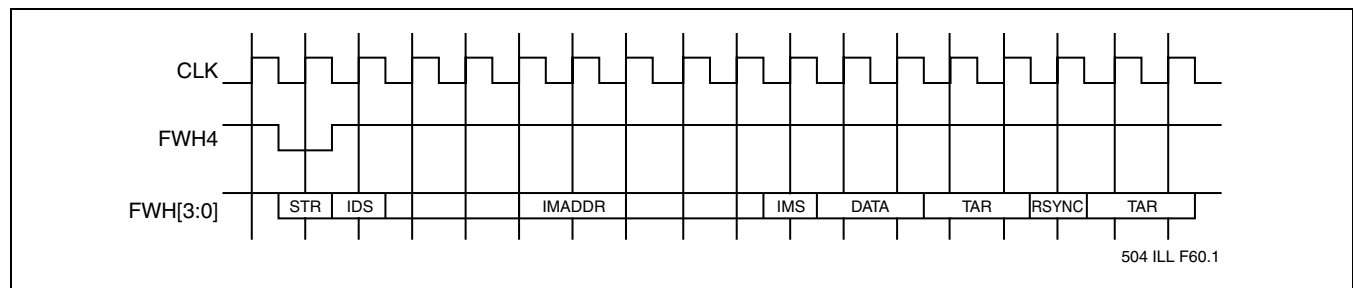 CLK
FWH4
FWH[3:0] STR IDS IMADDR IMS DATA TAR RSYNC TAR
504 ILL F60.1